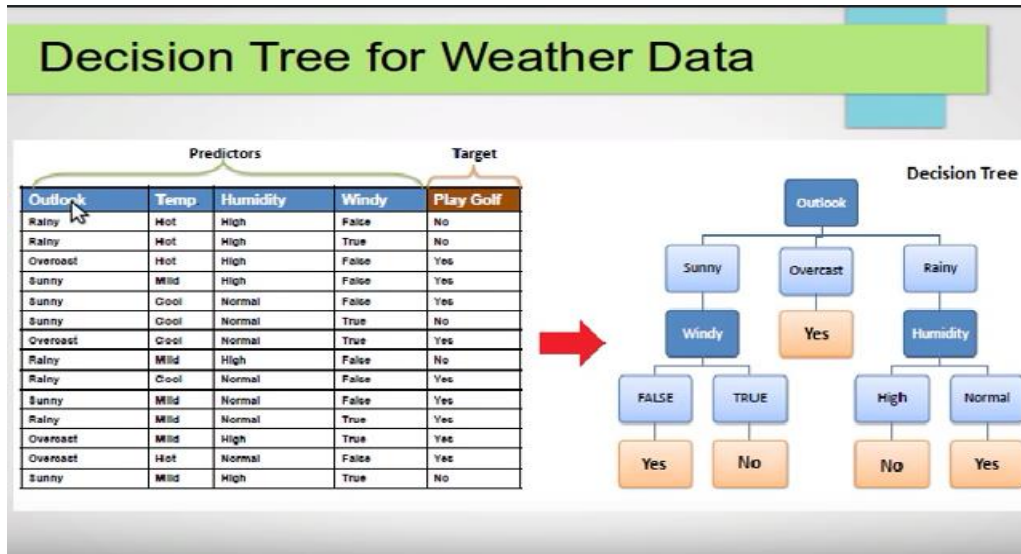 Decision Tree for Weather Data
Predictors Target
Outlook Temp. Humidity Windy Play Golf
Rainy Hot High False No
Rainy Hot High True No
Overcast Hot High False Yes
Sunny Mild High False Yes
Sunny Cool Normal False Yes
Sunny Cool Normal True No
Overcast Cool Normal True Yes
Rainy Mild High False No
Rainy Cool Normal False Yes
Sunny Mild Normal False Yes
Rainy Mild Normal True Yes
Overcast Mild High True Yes
Overcast Hot Normal False Yes
Sunny Mild High True No
Decision Tree
Outlook
Sunny Overcast Rainy
Windy Yes Humidity
FALSE TRUE High Normal
Yes No No Yes